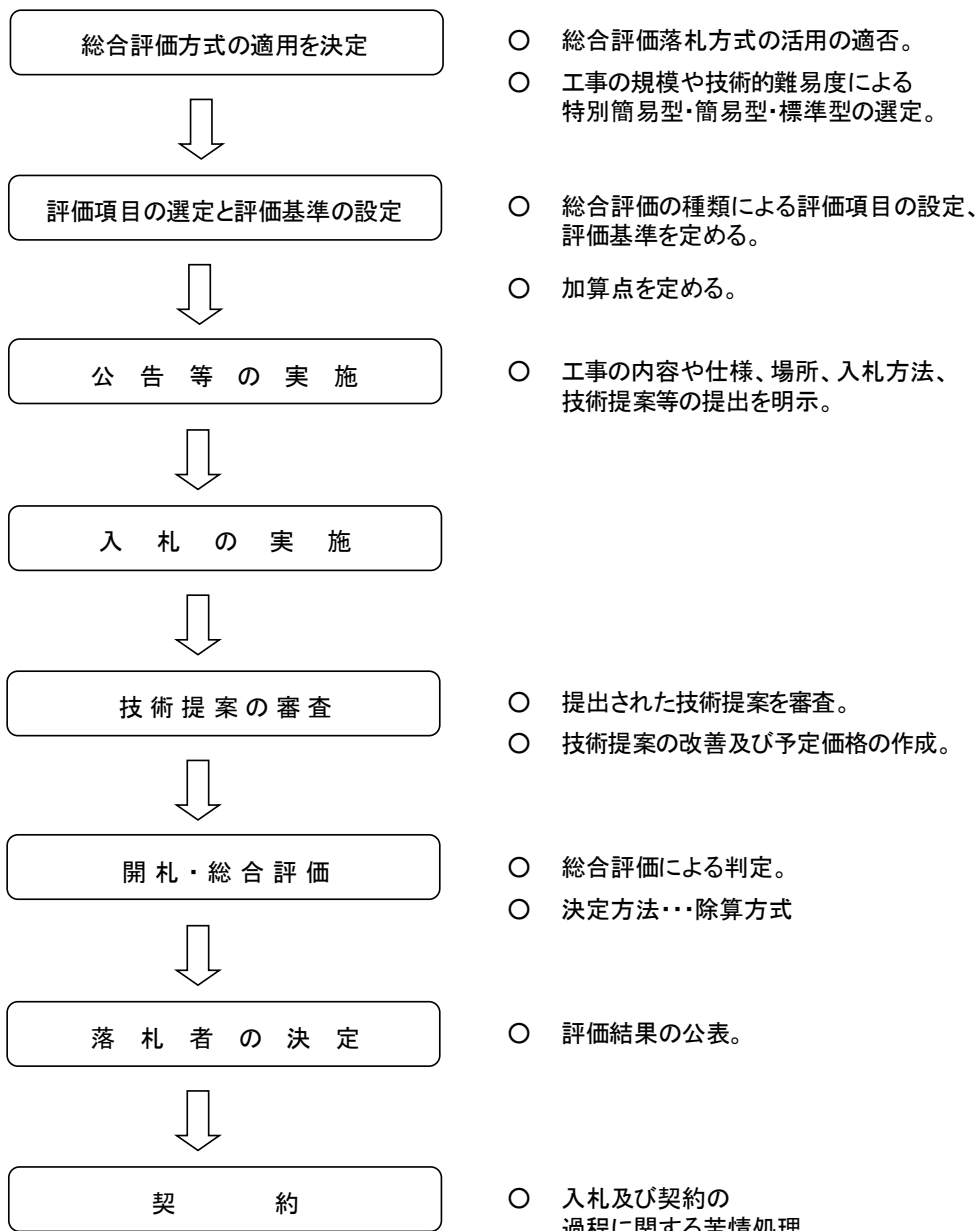 総合評価方式の適用を決定
○ 総合評価落札方式の活用の適否。
○ 工事の規模や技術的難易度による
特別簡易型・簡易型・標準型の選定。
評価項目の選定と評価基準の設定
○ 総合評価の種類による評価項目の設定、
評価基準を定める。
○ 加算点を定める。
公告等の実施
○ 工事の内容や仕様、場所、入札方法、
技術提案等の提出を明示。
入札の実施
技術提案の審査
○ 提出された技術提案を審査。
○ 技術提案の改善及び予定価格の作成。
開札・総合評価
○ 総合評価による判定。
○ 決定方法・・・除算方式
落札者の決定
○ 評価結果の公表。
契約
○ 入札及び契約の
過程に関する苦情処理